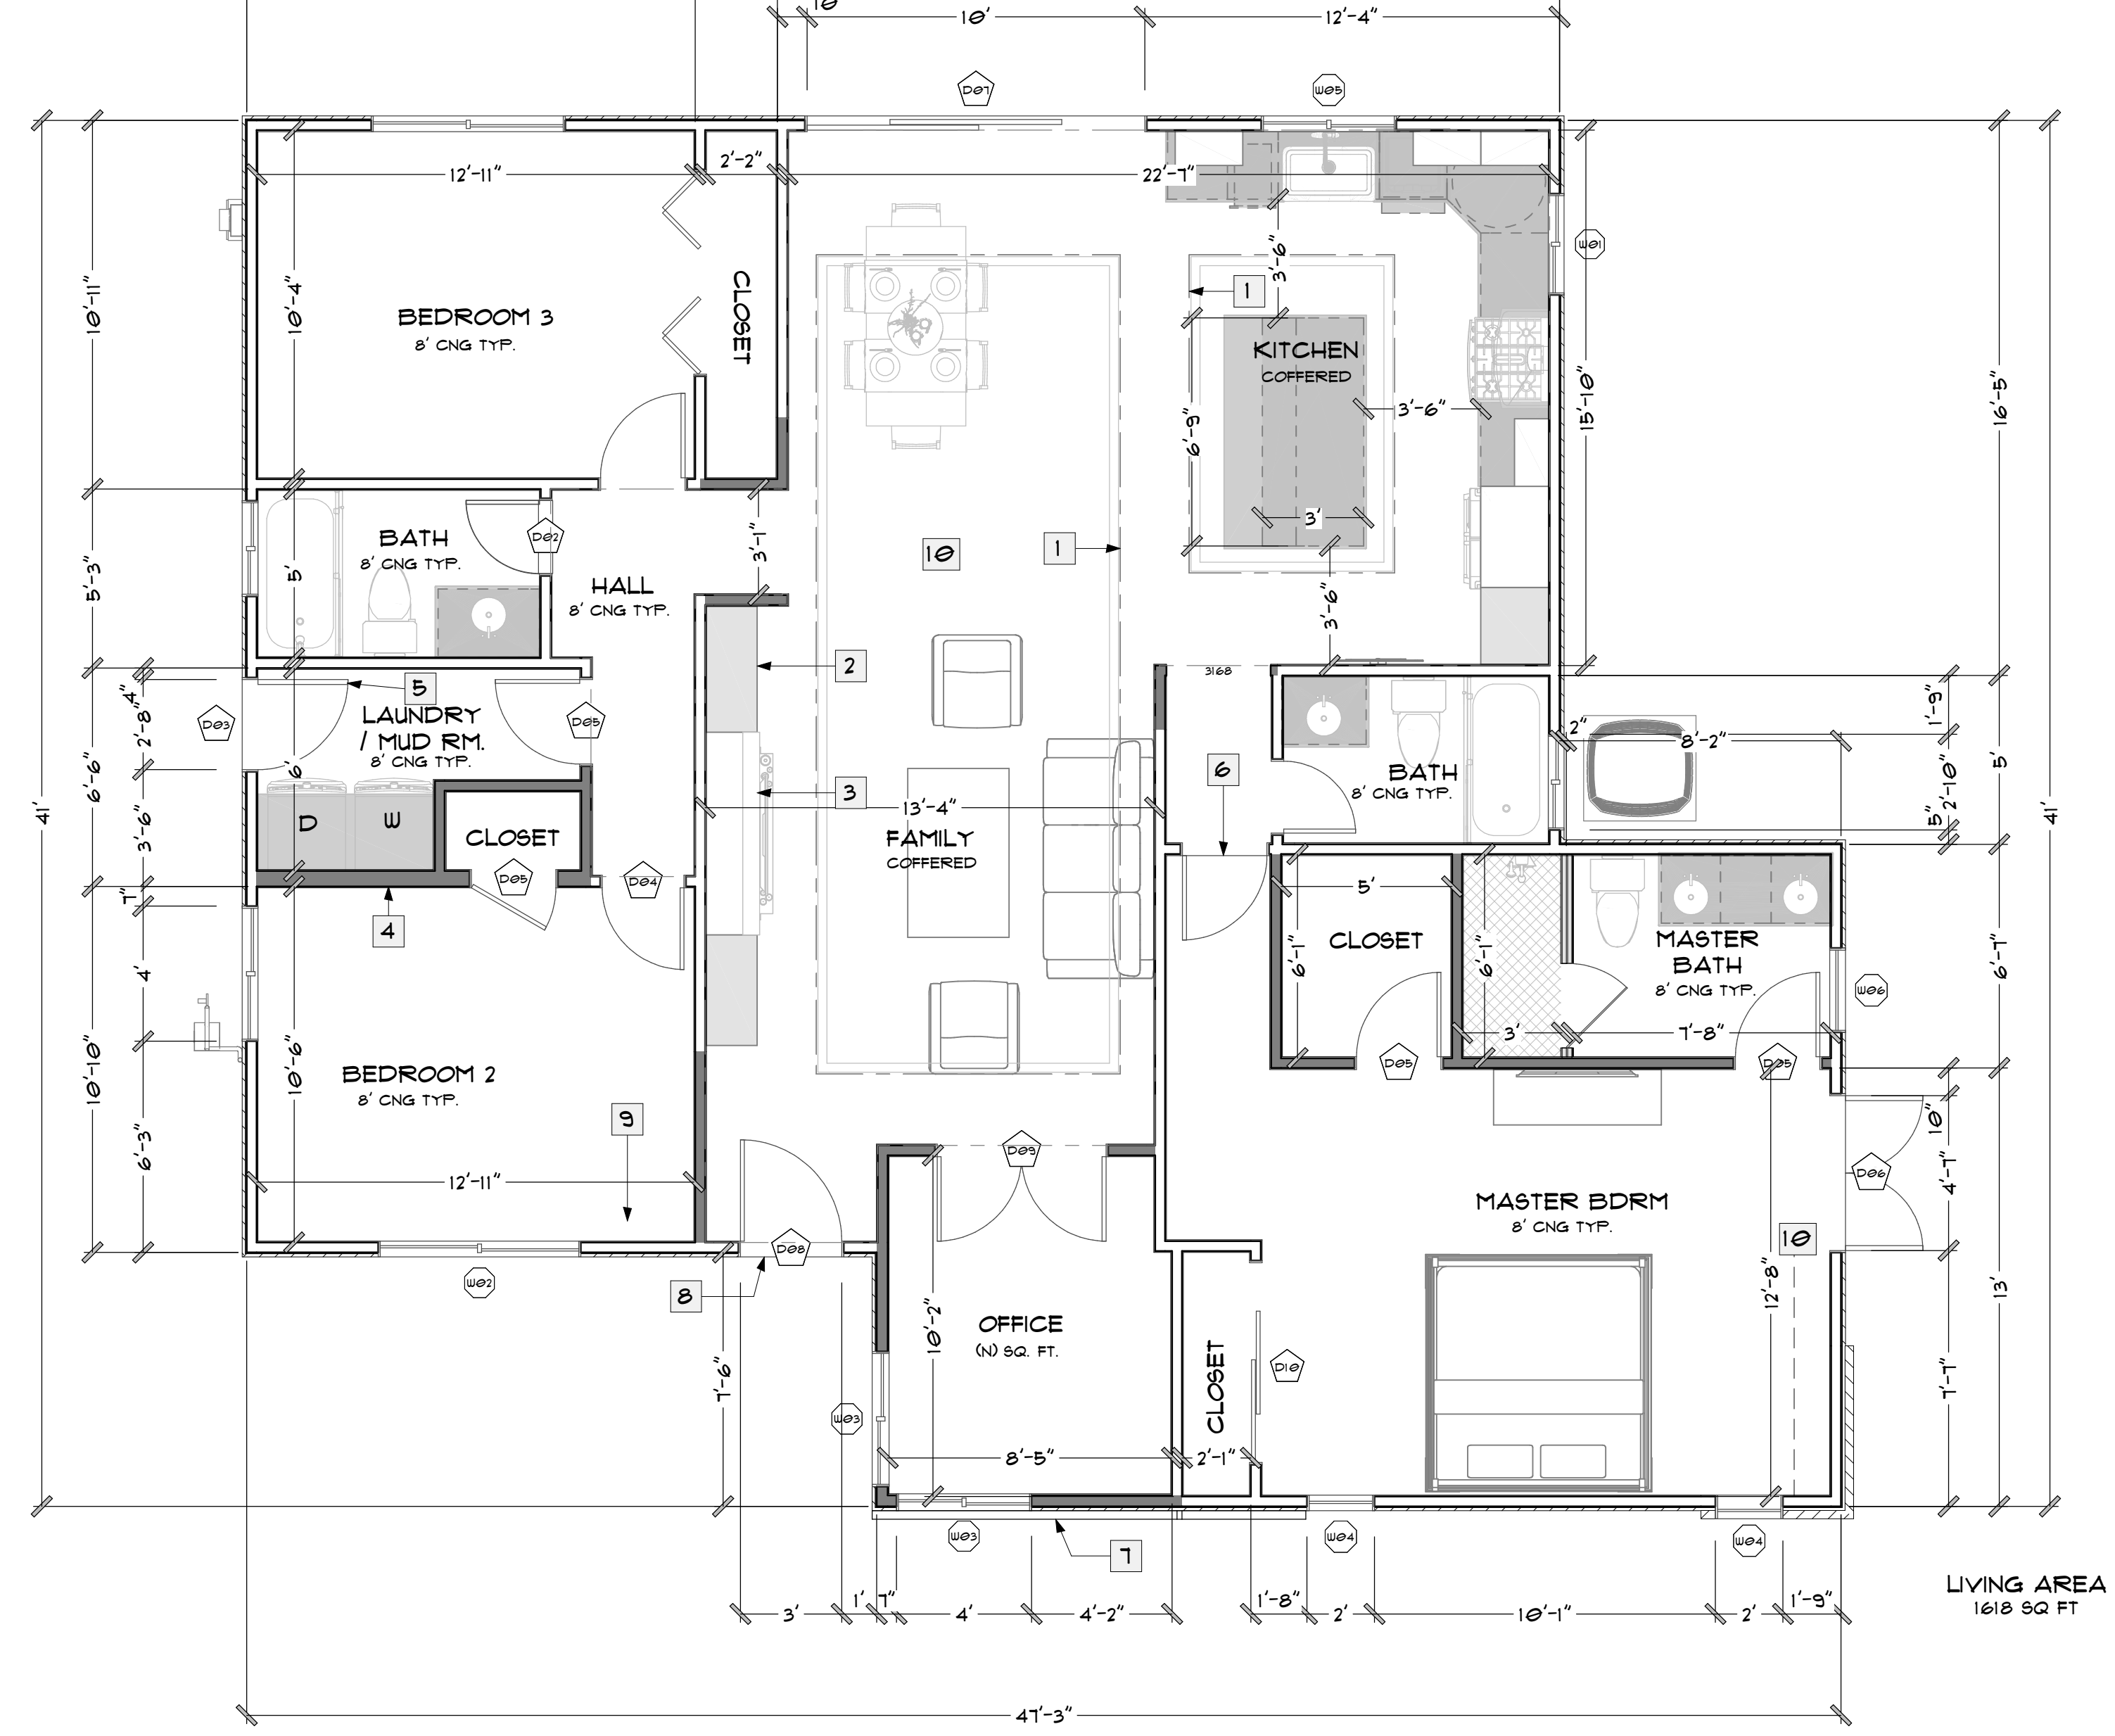 10
10'
12'-4"
D07
W05
12'-11"
2'-2"
22'-7"
W01
10'-11"
10'-4"
BEDROOM 3
8' CNG TYP.
CLOSET
3'-6"
1
KITCHEN
COFFERED
3'-6"
6'-9"
3'
15'-10"
16'-5"
5'-3"
5'
BATH
8' CNG TYP.
D02
HALL
8' CNG TYP.
3'-1"
10
1
3'-6"
3168
2
5
4"
2'-8"
D03
LAUNDRY
/ MUD RM.
8' CNG TYP.
D05
6'
6'-6"
3'-6"
7"
41'
D
W
CLOSET
D05
D04
4
3
13'-4"
FAMILY
COFFERED
6
BATH
8' CNG TYP.
2"
8'-2"
1'-9"
2'-10"
5"
5'
41'
5'
CLOSET
6'-1"
6'-1"
3'
7'-8"
MASTER
BATH
8' CNG TYP.
W06
6'-7"
D05
D05
4'
10'-10"
6'-3"
10'-6"
BEDROOM 2
8' CNG TYP.
9
12'-11"
W02
D08
8
D09
10"
4'-7"
D06
MASTER BDRM
8' CNG TYP.
10
12'-8"
13'
7'-7"
OFFICE
(N) SQ. FT.
10'-2"
7'-6"
W03
CLOSET
D10
8'-5"
2'-1"
W03
7
W04
W04
3'
1'
7"
4'
4'-2"
1'-8"
2'
10'-1"
2'
1'-9"
LIVING AREA
1618 SQ FT
47'-3"